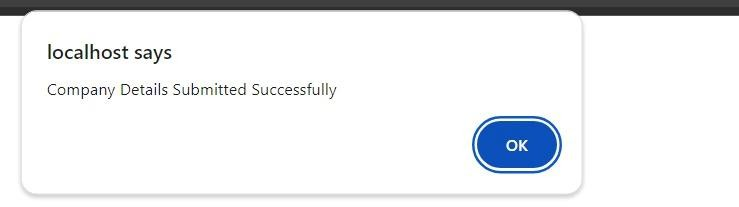 localhost says
Company Details Submitted Successfully
OK